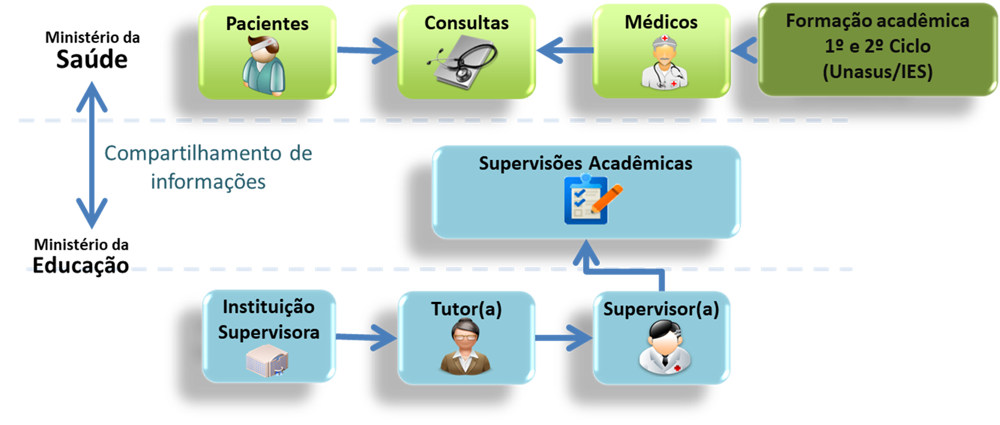 Ministério da
Saúde
Pacientes
Consultas
Médicos
Formação acadêmica
1º e 2º Ciclo
(Unasus/IES)
Compartilhamento de
informações
Supervisões Acadêmicas
Ministério da
Educação
Instituição
Supervisora
Tutor(a)
Supervisor(a)